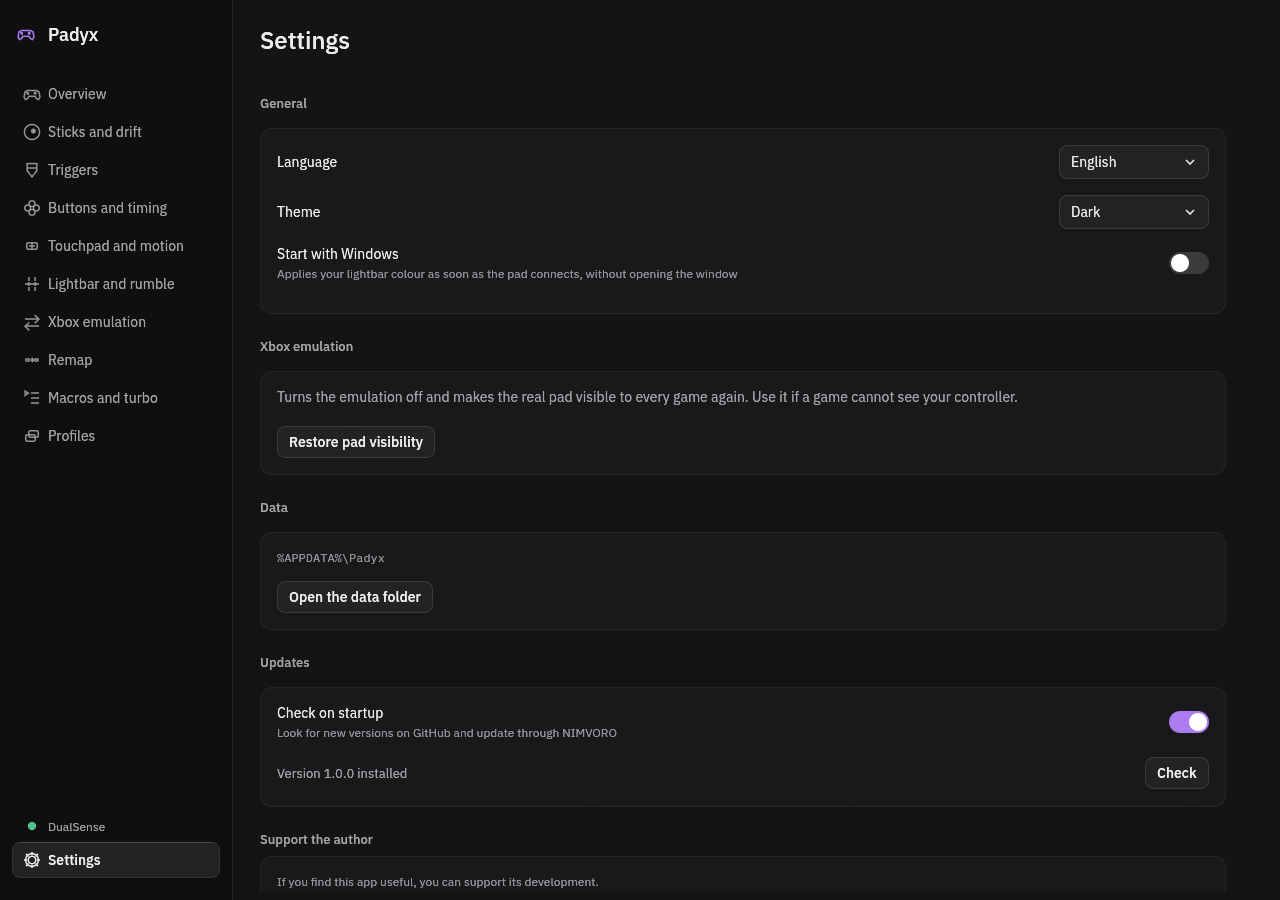 Padyx
Overview
Sticks and drift
Triggers
Buttons and timing
Touchpad and motion
Lightbar and rumble
Xbox emulation
Remap
Macros and turbo
Profiles
DualSense
Settings
Settings
General
Language
English
Theme
Dark
Start with Windows
Applies your lightbar colour as soon as the pad connects, without opening the window
Xbox emulation
Turns the emulation off and makes the real pad visible to every game again. Use it if a game cannot see your controller.
Restore pad visibility
Data
%APPDATA%\Padyx
Open the data folder
Updates
Check on startup
Look for new versions on GitHub and update through NIMVORO
Version 1.0.0 installed
Check
Support the author
If you find this app useful, you can support its development.